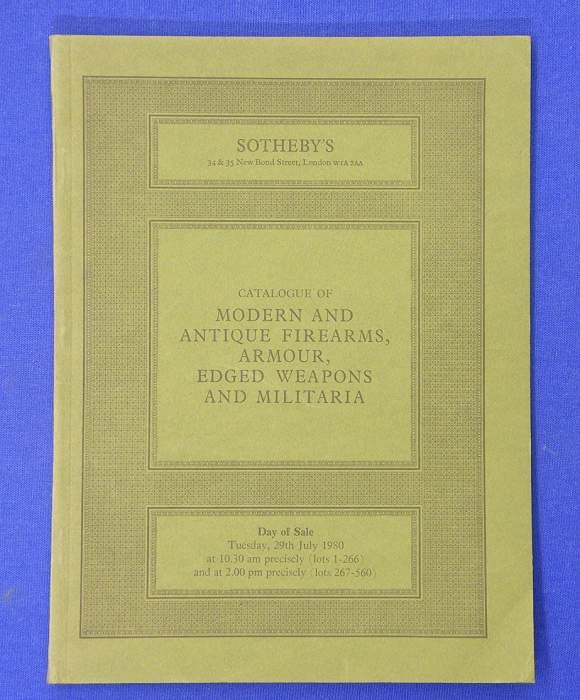 SOTHEBY'S
34 & 35 New Bond Street, London W1A 2AA
CATALOGUE OF
MODERN AND
ANTIQUE FIREARMS,
ARMOUR,
EDGED WEAPONS
AND MILITARIA
Day of Sale
Tuesday, 29th July 1980
at 10.30 am precisely (lots 1-266)
and at 2.00 pm precisely (lots 267-560)